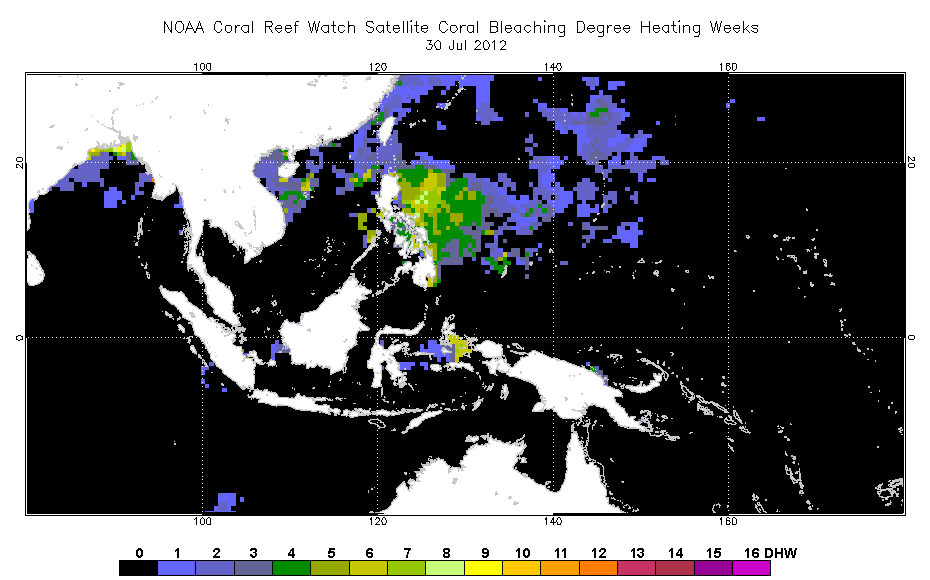 NOAA Coral Reef Watch Satellite Coral Bleaching Degree Heating Weeks
30 Jul 2012
100 120 140 160
20 20
0 0
100 120 140 160
0 1 2 3 4 5 6 7 8 9 10 11 12 13 14 15 16 DHW